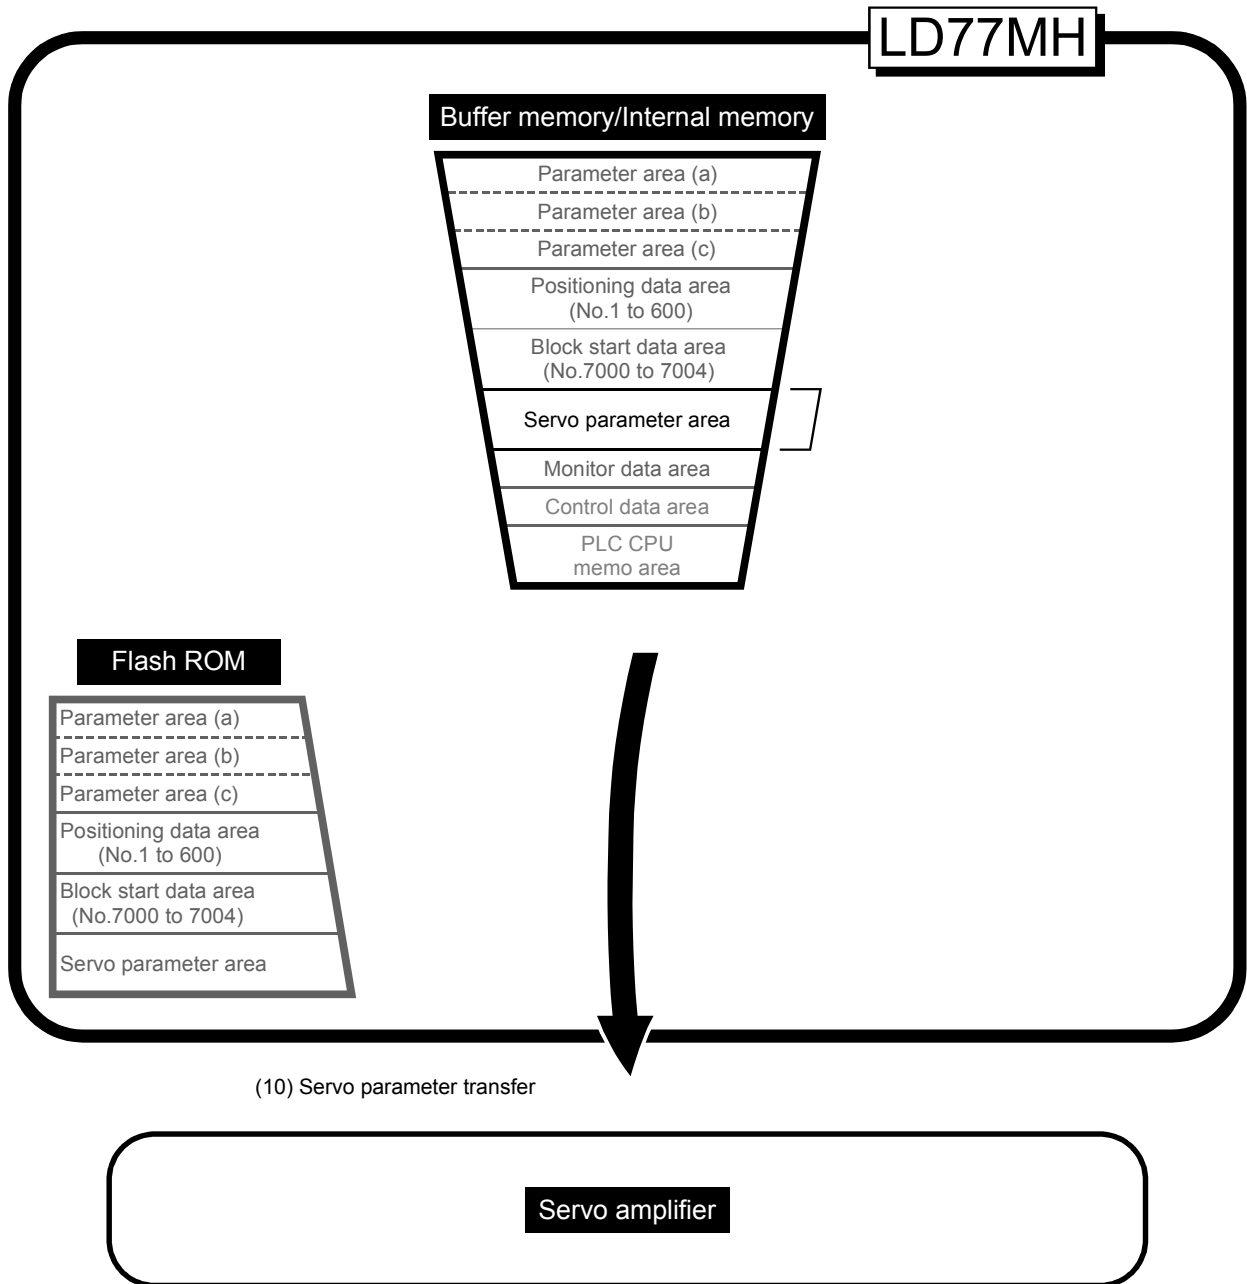 LD77MH
Buffer memory/Internal memory
Parameter area (a)
Parameter area (b)
Parameter area (c)
Positioning data area
(No.1 to 600)
Block start data area
(No.7000 to 7004)
Servo parameter area
Monitor data area
Control data area
PLC CPU
memo area
Flash ROM
Parameter area (a)
Parameter area (b)
Parameter area (c)
Positioning data area
(No.1 to 600)
Block start data area
(No.7000 to 7004)
Servo parameter area
(10) Servo parameter transfer
Servo amplifier